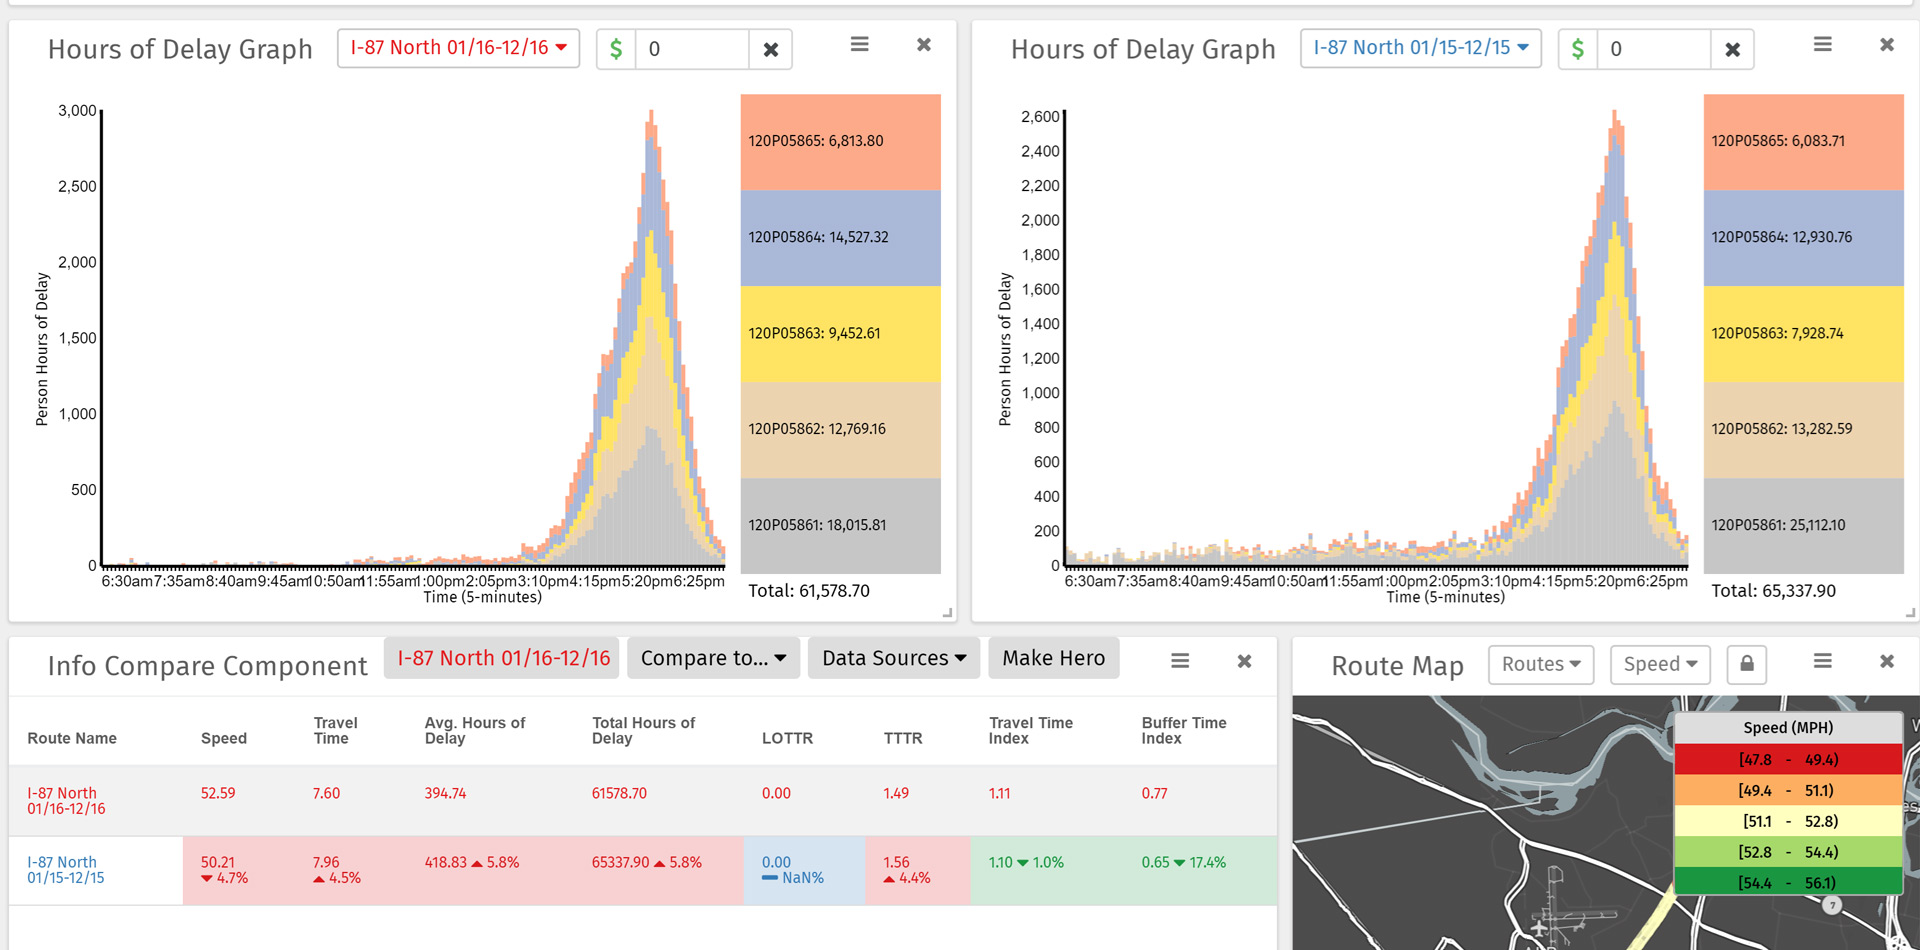 Hours of Delay Graph
I-87 North 01/16-12/16
$ 0
3,000
2,500
2,000
1,500
1,000
500
0
Person Hours of Delay
6:30am 7:35am 8:40am 9:45am 10:50am 11:55am 1:00pm 2:05pm 3:10pm 4:15pm 5:20pm 6:25pm
Time (5-minutes)
120P05865: 6,813.80
120P05864: 14,527.32
120P05863: 9,452.61
120P05862: 12,769.16
120P05861: 18,015.81
Total: 61,578.70
Hours of Delay Graph
I-87 North 01/15-12/15
$ 0
2,600
2,400
2,200
2,000
1,800
1,600
1,400
1,200
1,000
800
600
400
200
0
Person Hours of Delay
6:30am 7:35am 8:40am 9:45am 10:50am 11:55am 1:00pm 2:05pm 3:10pm 4:15pm 5:20pm 6:25pm
Time (5-minutes)
120P05865: 6,083.71
120P05864: 12,930.76
120P05863: 7,928.74
120P05862: 13,282.59
120P05861: 25,112.10
Total: 65,337.90
Info Compare Component
I-87 North 01/16-12/16
Compare to...
Data Sources
Make Hero
Route Name
Speed
Travel
Time
Avg. Hours of
Delay
Total Hours of
Delay
LOTTR
TTTR
Travel Time
Index
Buffer Time
Index
I-87 North
01/16-12/16
52.59
7.60
394.74
61578.70
0.00
1.49
1.11
0.77
I-87 North
01/15-12/15
50.21
4.7%
7.96
4.5%
418.83 5.8%
65337.90 5.8%
0.00
NaN%
1.56
4.4%
1.10 1.0%
0.65 17.4%
Route Map
Routes
Speed
Speed (MPH)
[47.8 - 49.4)
[49.4 - 51.1)
[51.1 - 52.8)
[52.8 - 54.4)
[54.4 - 56.1)
7